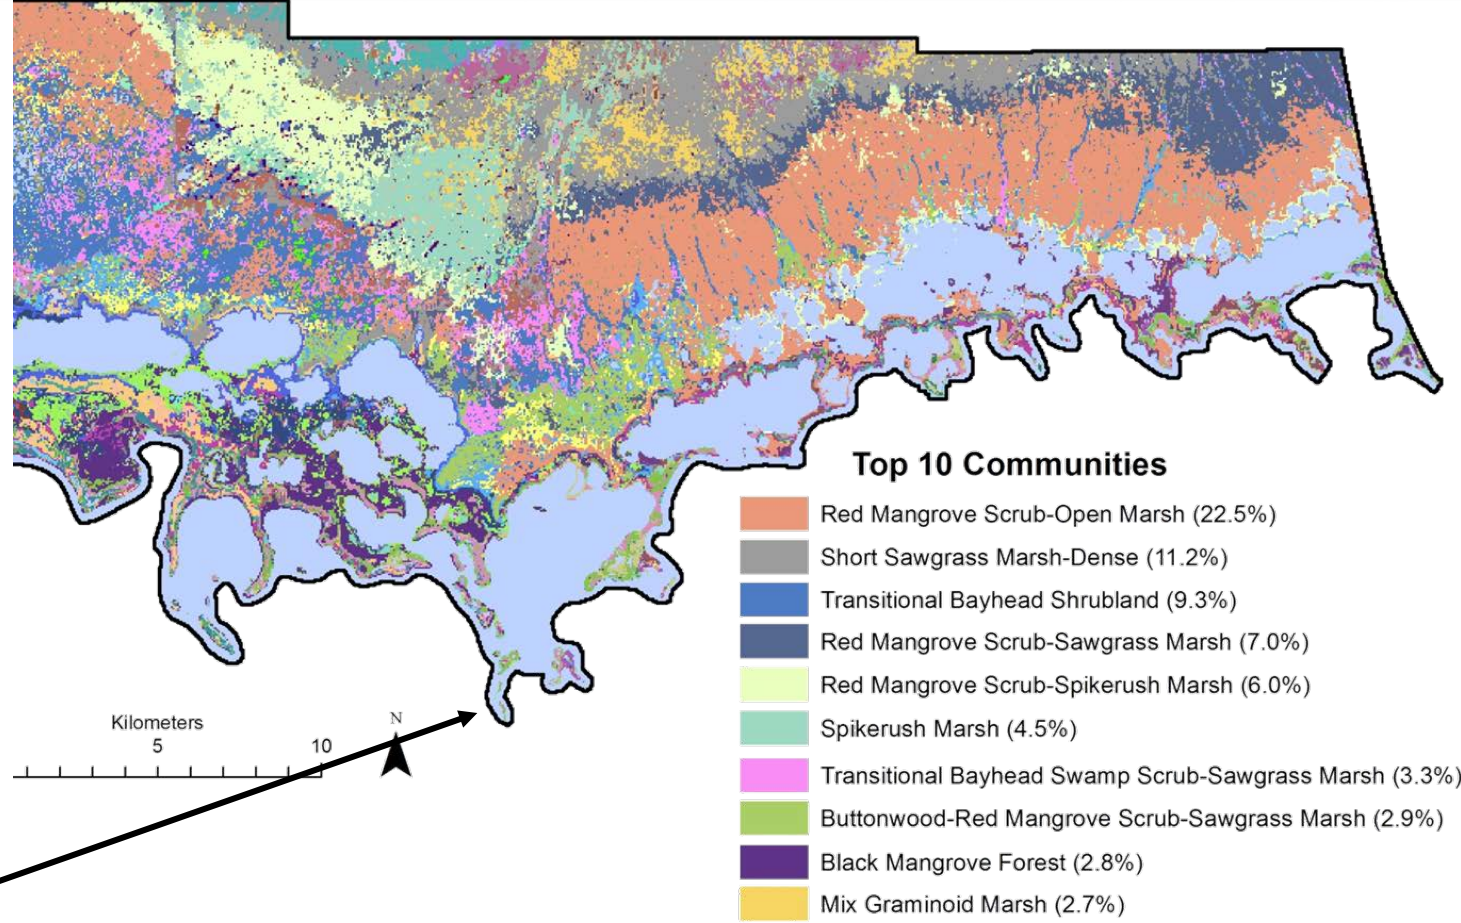 Top 10 Communities
Red Mangrove Scrub-Open Marsh (22.5%)
Short Sawgrass Marsh-Dense (11.2%)
Transitional Bayhead Shrubland (9.3%)
Red Mangrove Scrub-Sawgrass Marsh (7.0%)
Red Mangrove Scrub-Spikerush Marsh (6.0%)
Spikerush Marsh (4.5%)
Transitional Bayhead Swamp Scrub-Sawgrass Marsh (3.3%)
Buttonwood-Red Mangrove Scrub-Sawgrass Marsh (2.9%)
Black Mangrove Forest (2.8%)
Mix Graminoid Marsh (2.7%)
Kilometers
5 10
N